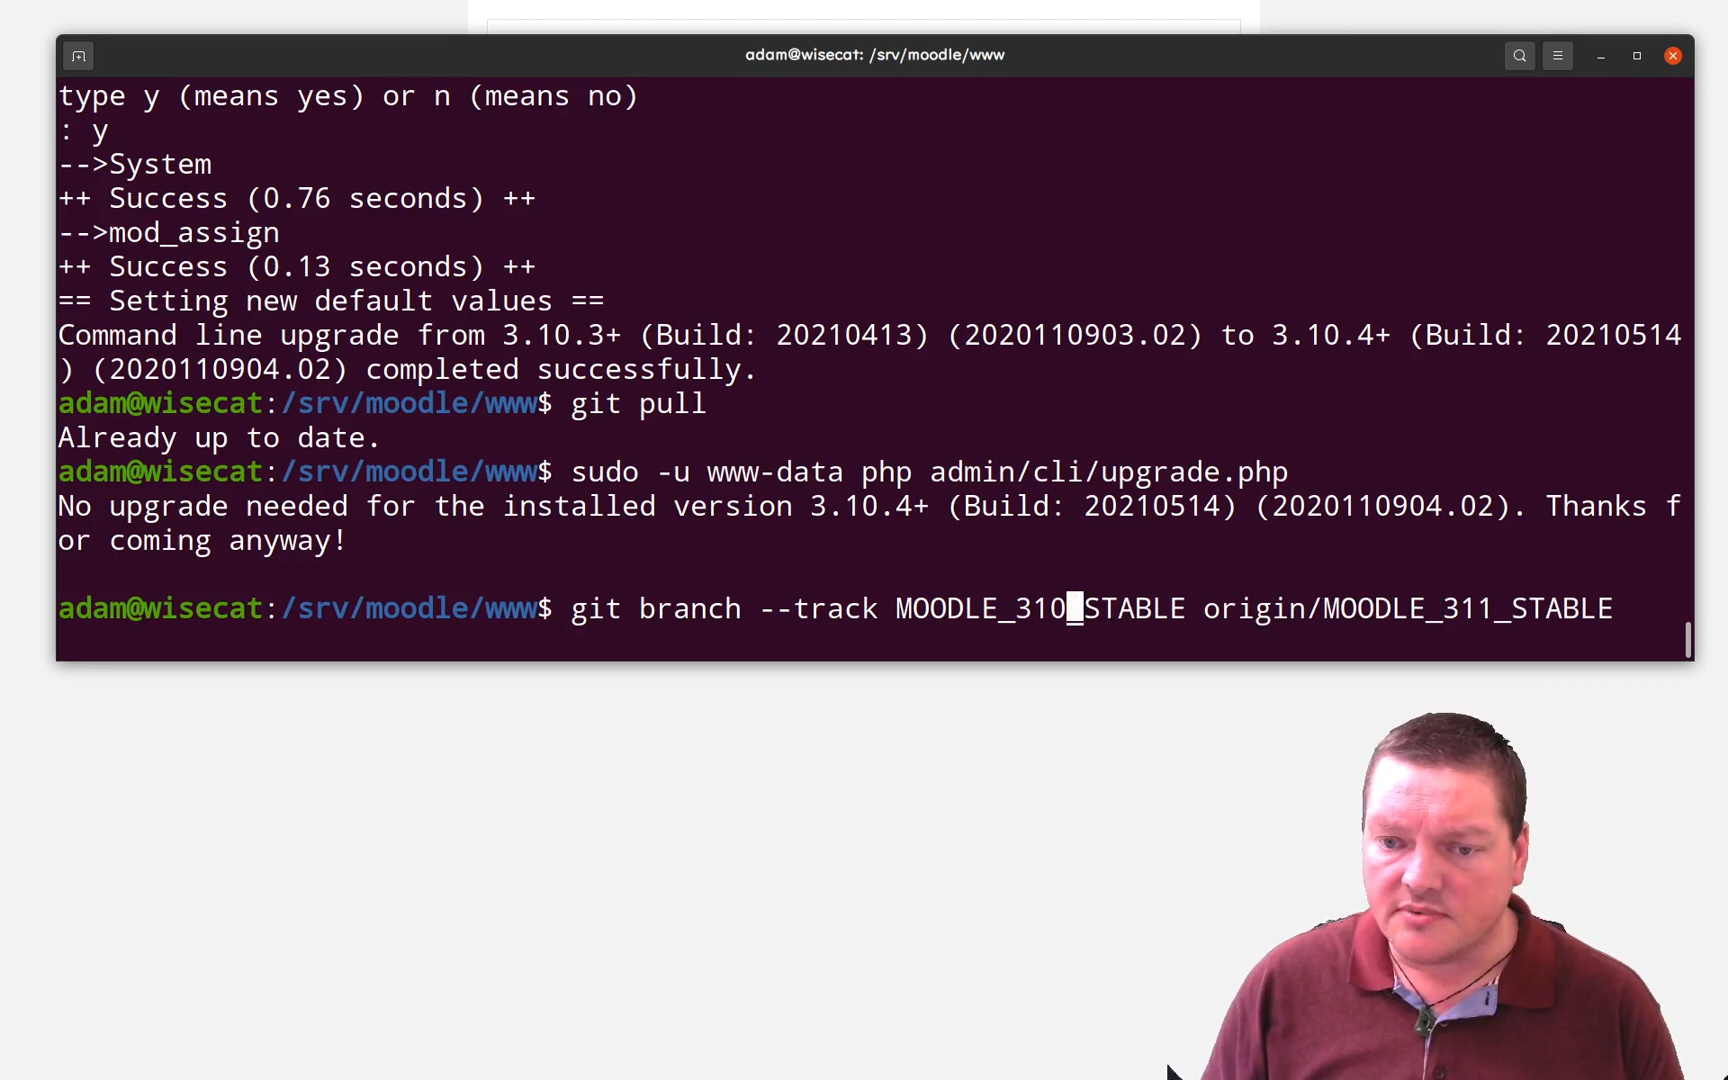 adam@wisecat: /srv/moodle/www
type y (means yes) or n (means no)
: y
-->System
++ Success (0.76 seconds) ++
-->mod_assign
++ Success (0.13 seconds) ++
== Setting new default values ==
Command line upgrade from 3.10.3+ (Build: 20210413) (2020110903.02) to 3.10.4+ (Build: 20210514
) (2020110904.02) completed successfully.
adam@wisecat:/srv/moodle/www$ git pull
Already up to date.
adam@wisecat:/srv/moodle/www$ sudo -u www-data php admin/cli/upgrade.php
No upgrade needed for the installed version 3.10.4+ (Build: 20210514) (2020110904.02). Thanks f
or coming anyway!
adam@wisecat:/srv/moodle/www$ git branch --track MOODLE_310_STABLE origin/MOODLE_311_STABLE